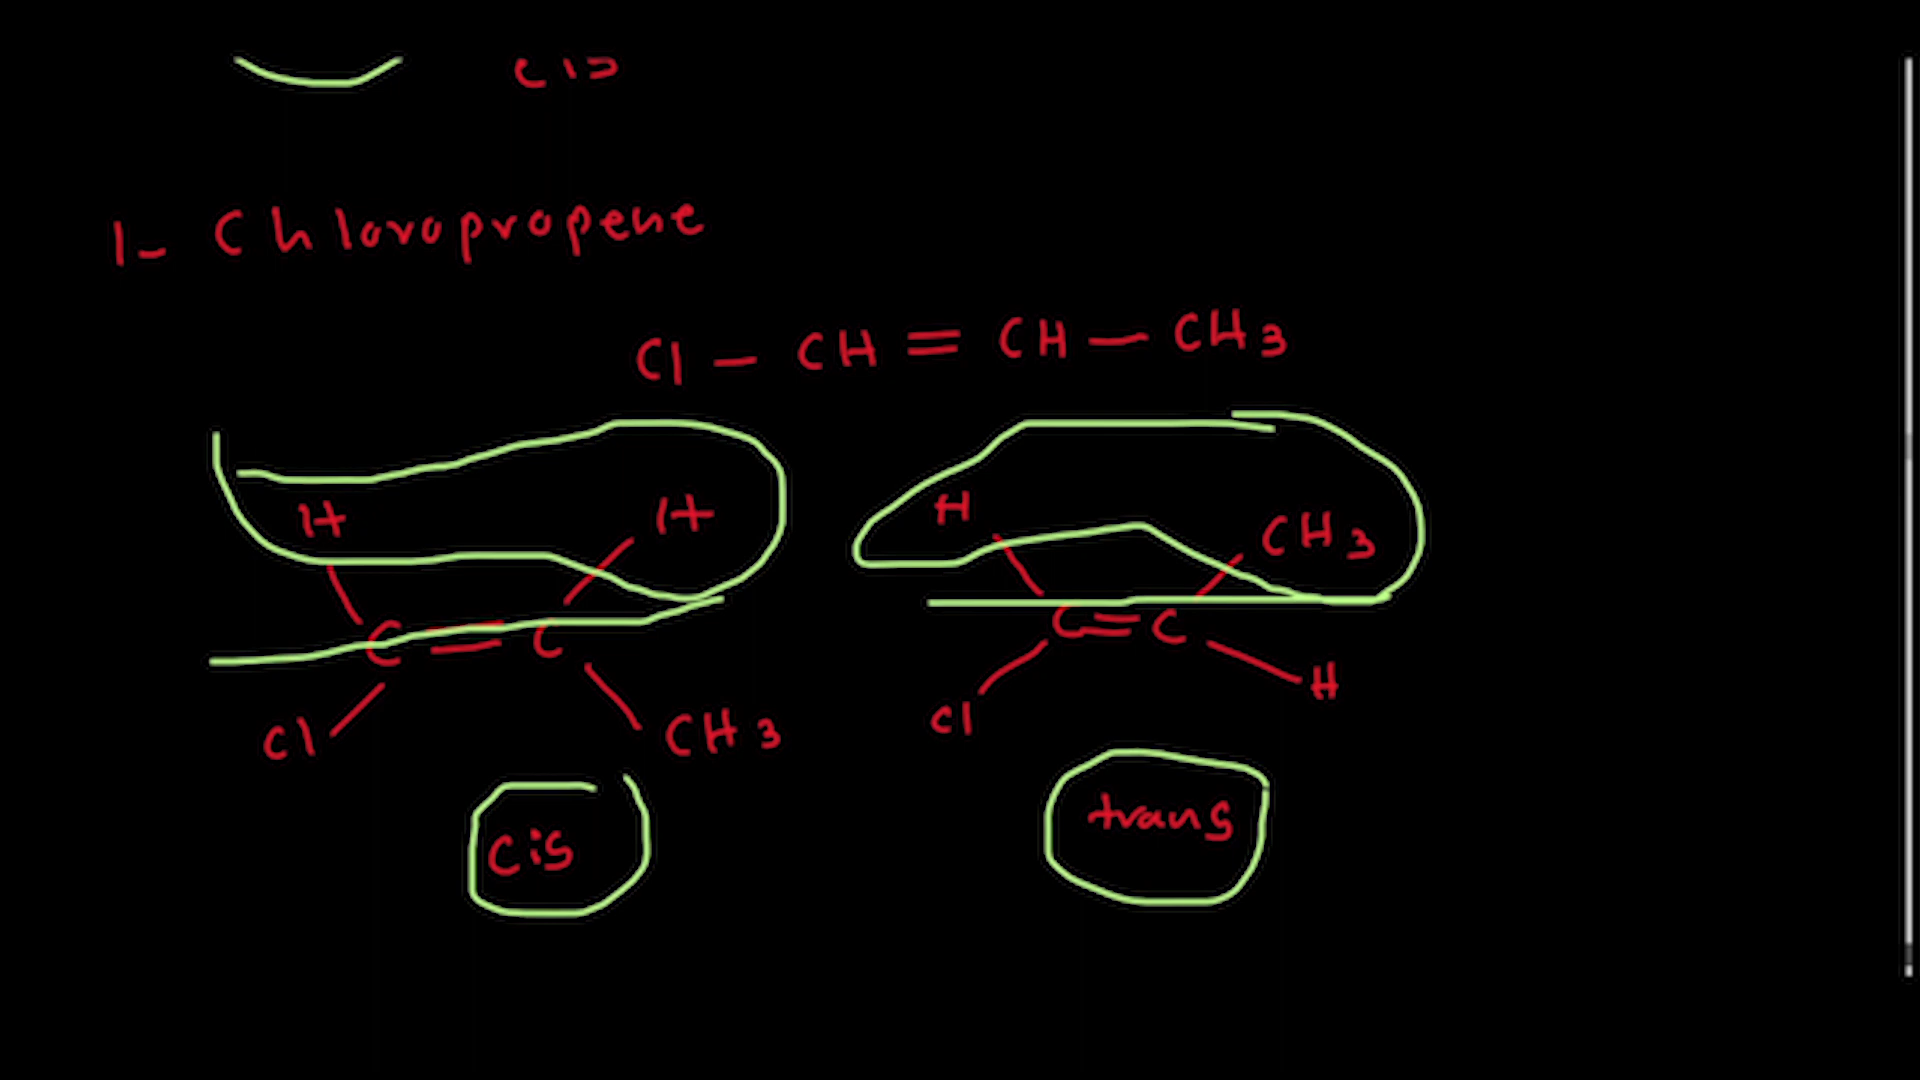 cis
1- Chloropropene
Cl - CH = CH - CH3
H H
C = C
Cl CH3
cis
H CH3
C = C
Cl H
trans